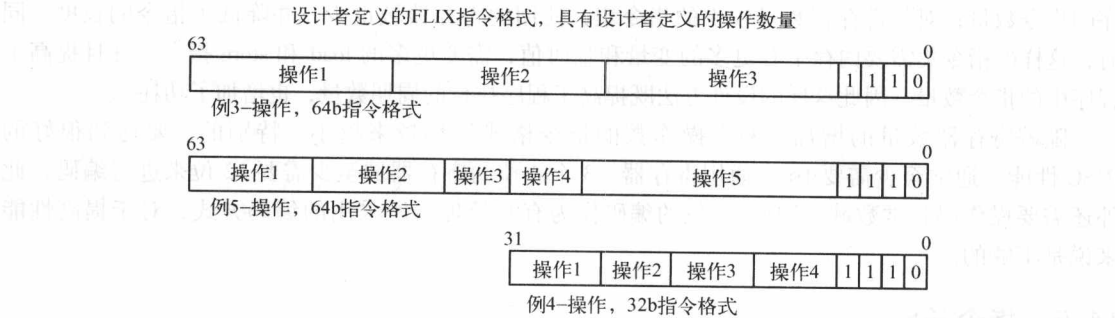 设计者定义的FLIX指令格式，具有设计者定义的操作数量
63 0
操作1 操作2 操作3 1 1 1 0
例3–操作，64b指令格式
63 0
操作1 操作2 操作3 操作4 操作5 1 1 1 0
例5–操作，64b指令格式
31 0
操作1 操作2 操作3 操作4 1 1 1 0
例4–操作，32b指令格式